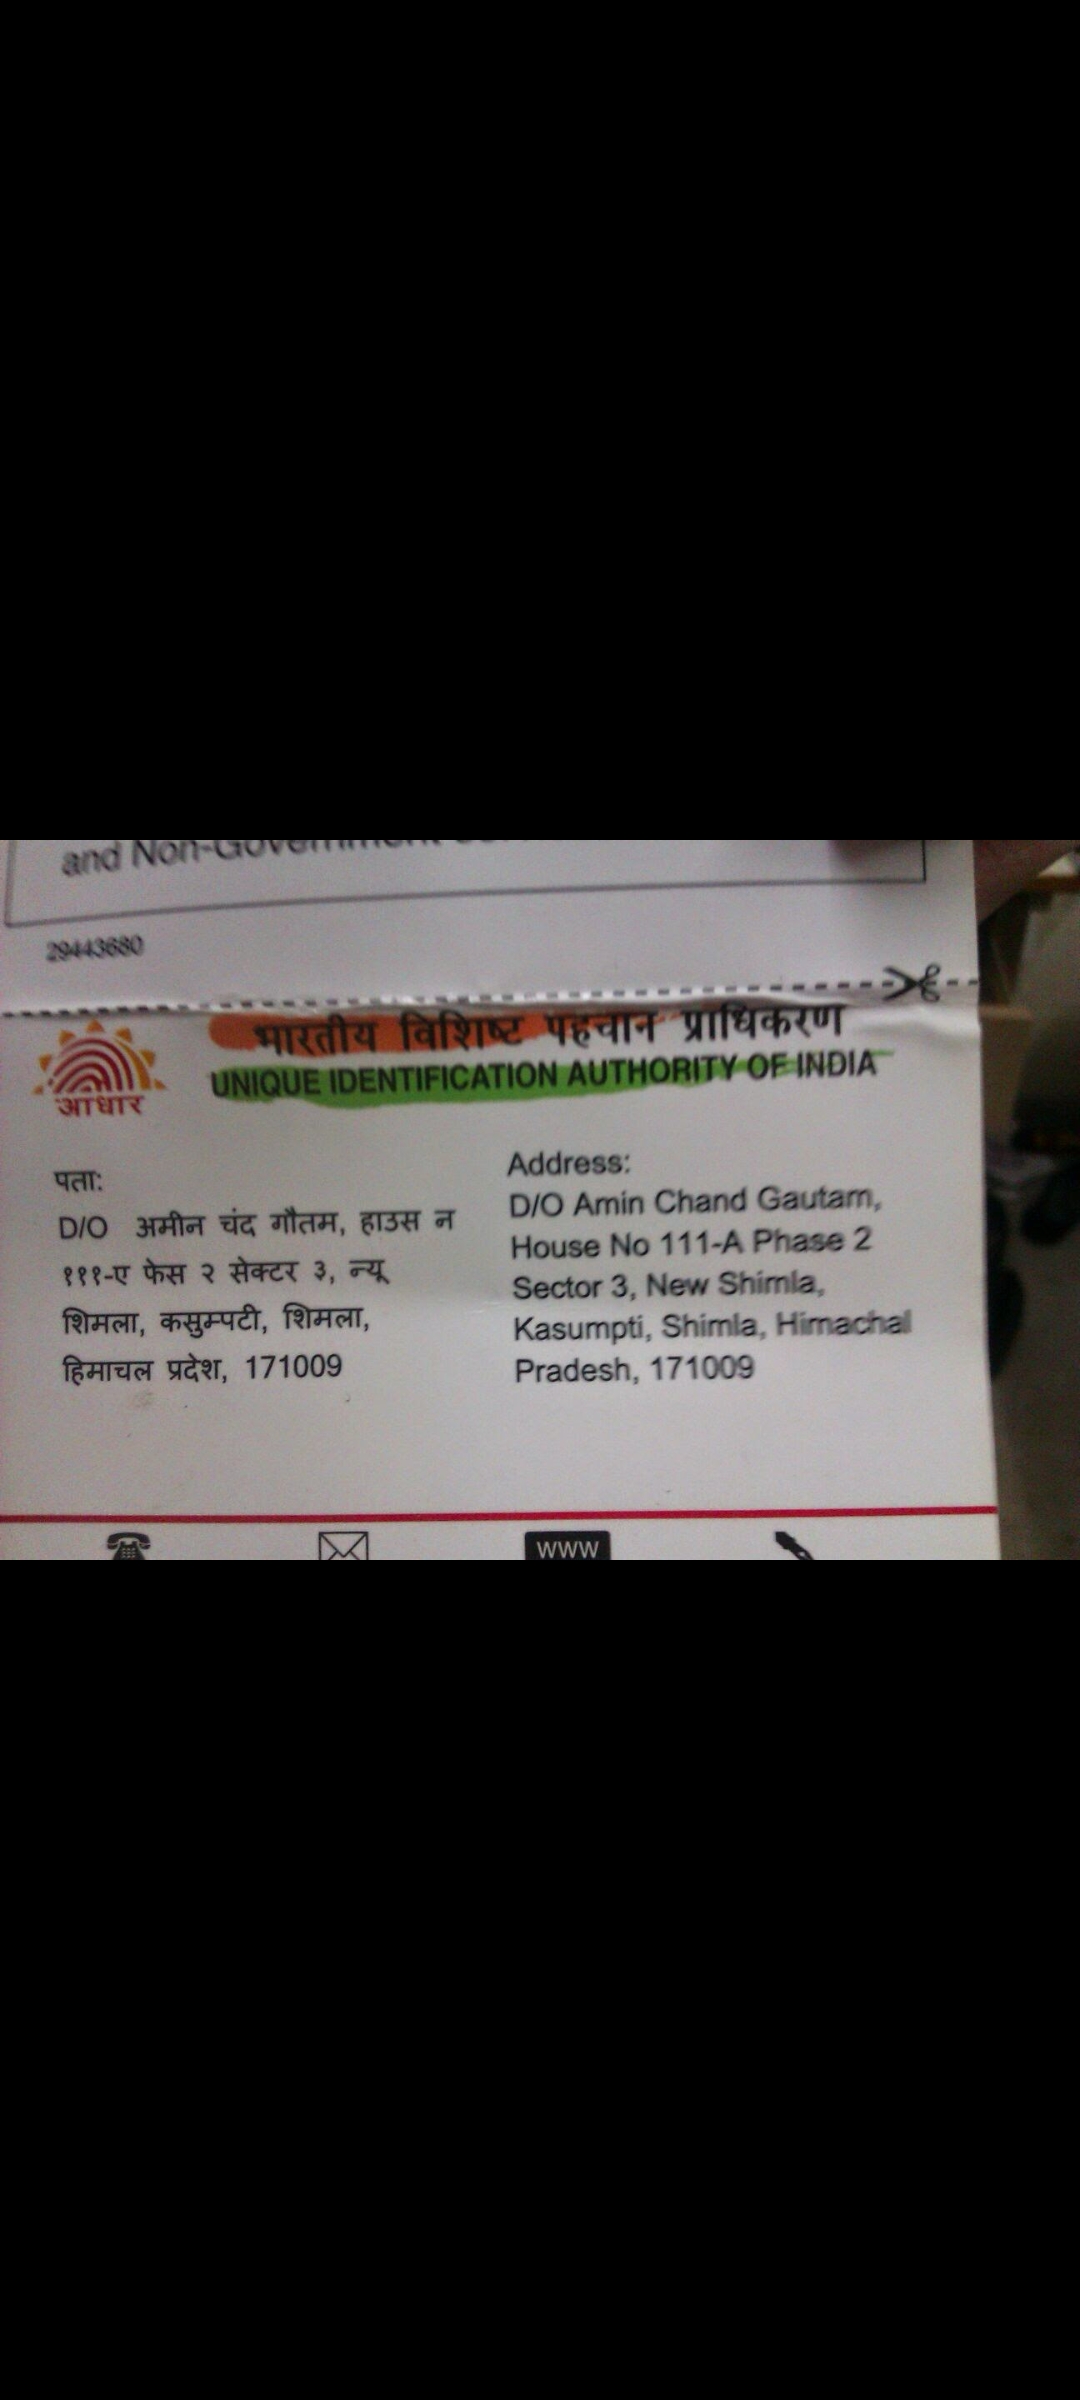 and Non-Government
29443680
भारतीय विशिष्ट पहचान प्राधिकरण
UNIQUE IDENTIFICATION AUTHORITY OF INDIA
आधार
पता:
D/O अमीन चंद गौतम, हाउस न
१११-ए फेस २ सेक्टर ३, न्यू
शिमला, कसुम्पटी, शिमला,
हिमाचल प्रदेश, 171009
Address:
D/O Amin Chand Gautam,
House No 111-A Phase 2
Sector 3, New Shimla,
Kasumpti, Shimla, Himachal
Pradesh, 171009
www